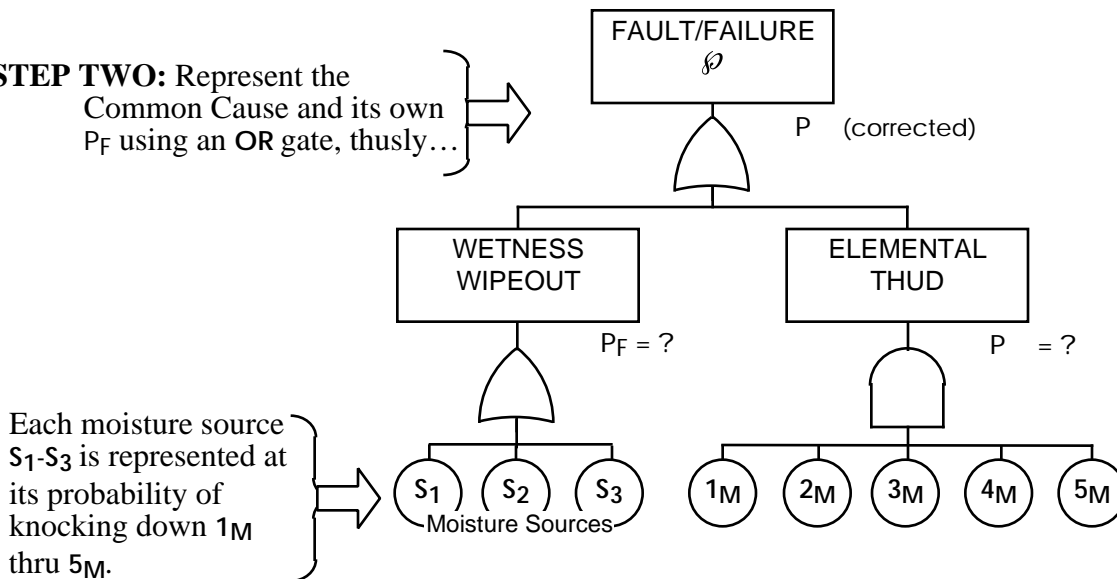 STEP TWO: Represent the
Common Cause and its own
PF using an OR gate, thusly…
FAULT/FAILURE
℘
P (corrected)
WETNESS
WIPEOUT
PF = ?
ELEMENTAL
THUD
P = ?
Each moisture source
S1-S3 is represented at
its probability of
knocking down 1M
thru 5M.
S1 S2 S3
Moisture Sources
1M 2M 3M 4M 5M